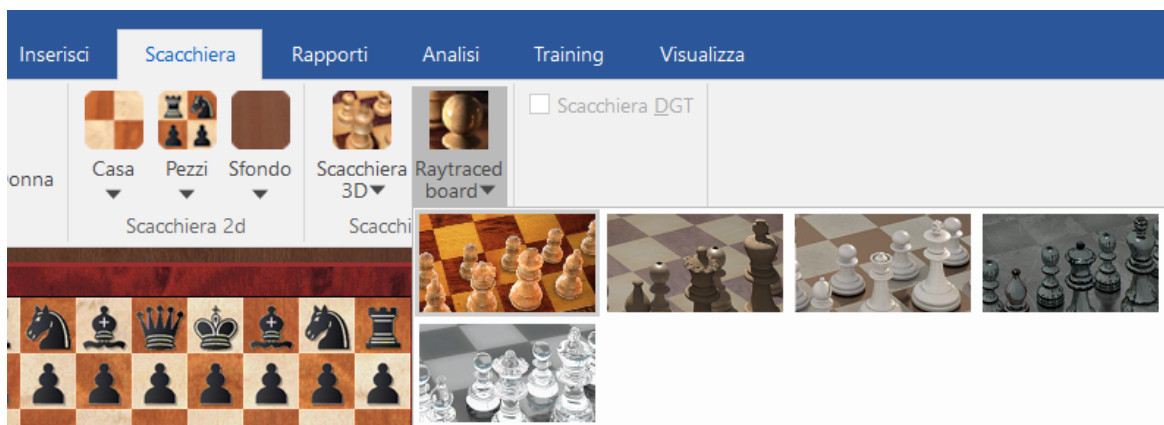 Inserisci Scacchiera Rapporti Analisi Training Visualizza
Scacchiera DGT
onna Casa Pezzi Sfondo Scacchiera Raytraced
3D board
Scacchiera 2d Scacchi